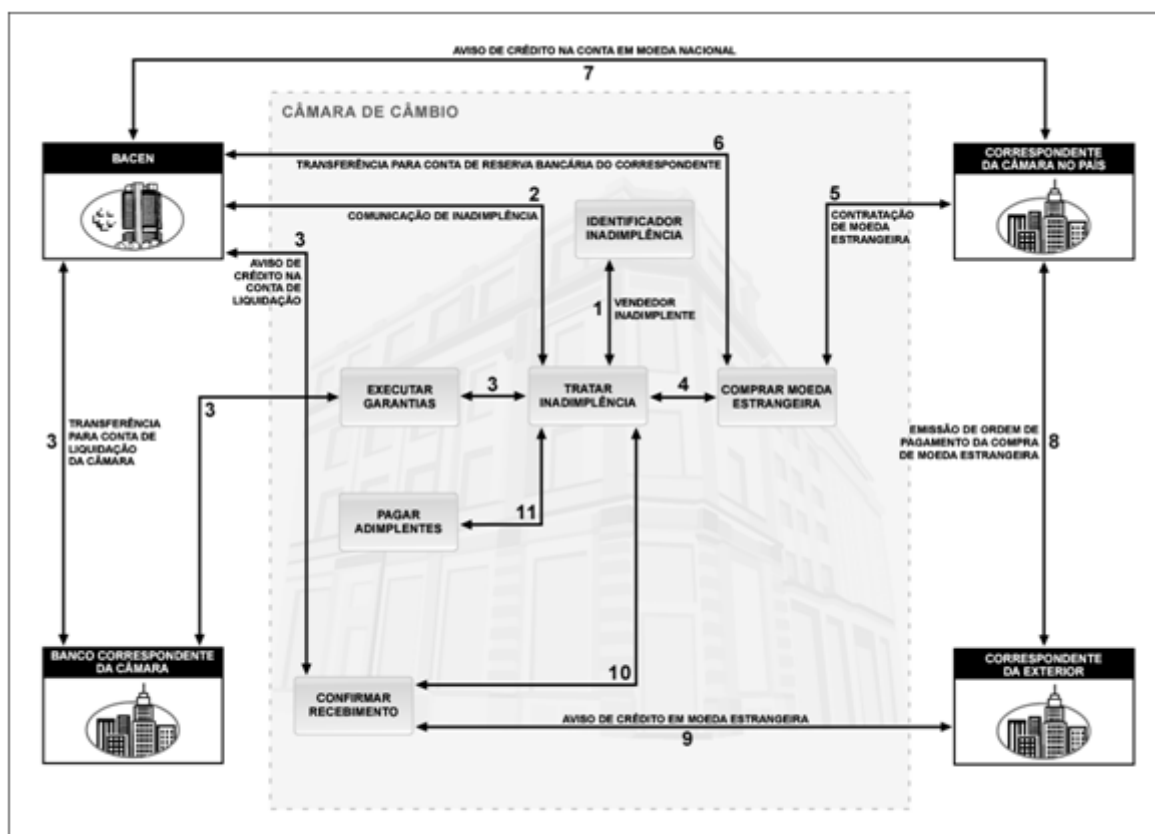 AVISO DE CRÉDITO NA CONTA EM MOEDA NACIONAL
7
CÂMARA DE CÂMBIO
BACEN
6
TRANSFERÊNCIA PARA CONTA DE RESERVA BANCÁRIA DO CORRESPONDENTE
CORRESPONDENTE
DA CÂMARA NO PAÍS
2
COMUNICAÇÃO DE INADIMPLÊNCIA
IDENTIFICADOR
INADIMPLÊNCIA
5
CONTRATAÇÃO
DE MOEDA
ESTRANGEIRA
3
AVISO DE
CRÉDITO NA
CONTA DE
LIQUIDAÇÃO
1
VENDEDOR
INADIMPLENTE
EXECUTAR
GARANTIAS
3
TRATAR
INADIMPLÊNCIA
4
COMPRAR MOEDA
ESTRANGEIRA
3
TRANSFERÊNCIA
PARA CONTA DE
LIQUIDAÇÃO
DA CÂMARA
3
EMISSÃO DE ORDEM DE
PAGAMENTO DA COMPRA
DE MOEDA ESTRANGEIRA
8
PAGAR
ADIMPLENTES
11
BANCO CORRESPONDENTE
DA CÂMARA
CONFIRMAR
RECEBIMENTO
10
AVISO DE CRÉDITO EM MOEDA ESTRANGEIRA
9
CORRESPONDENTE
DA EXTERIOR